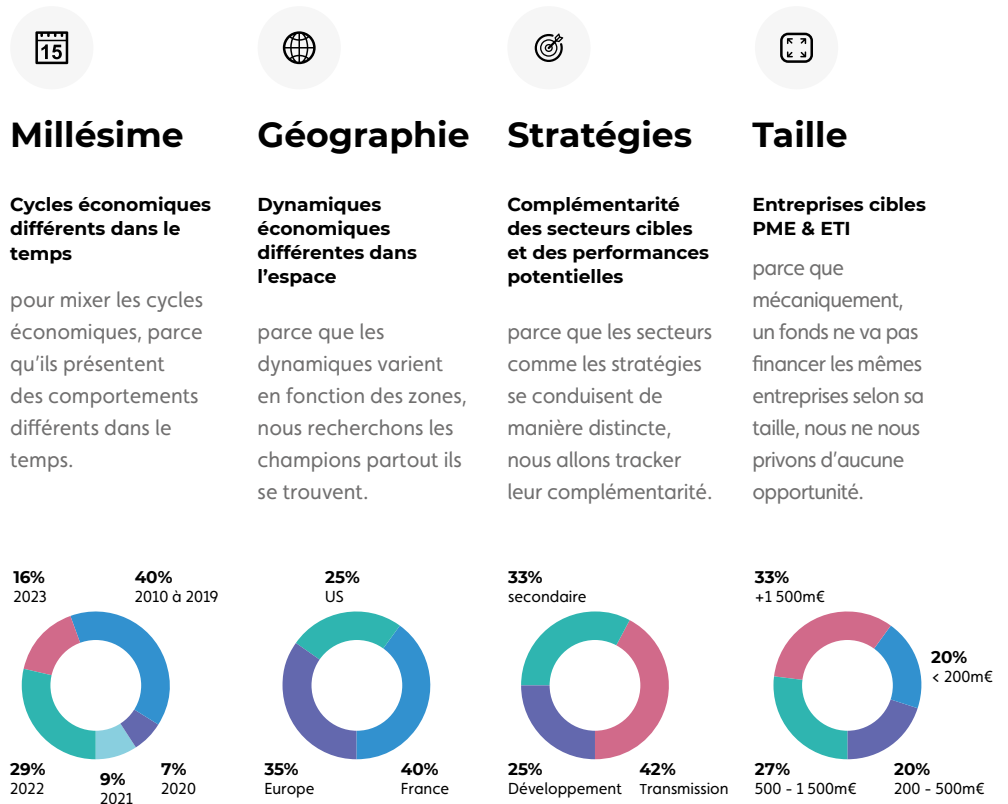 15
Millésime
Cycles économiques
différents dans le
temps
pour mixer les cycles
économiques, parce
qu'ils présentent
des comportements
différents dans le
temps.
16%
2023
40%
2010 à 2019
29%
2022
9%
2021
7%
2020
Géographie
Dynamiques
économiques
différentes dans
l'espace
parce que les
dynamiques varient
en fonction des zones,
nous recherchons les
champions partout ils
se trouvent.
25%
US
35%
Europe
40%
France
Stratégies
Complémentarité
des secteurs cibles
et des performances
potentielles
parce que les secteurs
comme les stratégies
se conduisent de
manière distincte,
nous allons tracker
leur complémentarité.
33%
secondaire
25%
Développement
42%
Transmission
Taille
Entreprises cibles
PME & ETI
parce que
mécaniquement,
un fonds ne va pas
financer les mêmes
entreprises selon sa
taille, nous ne nous
privons d'aucune
opportunité.
33%
+1 500m€
20%
< 200m€
27%
500 - 1 500m€
20%
200 - 500m€